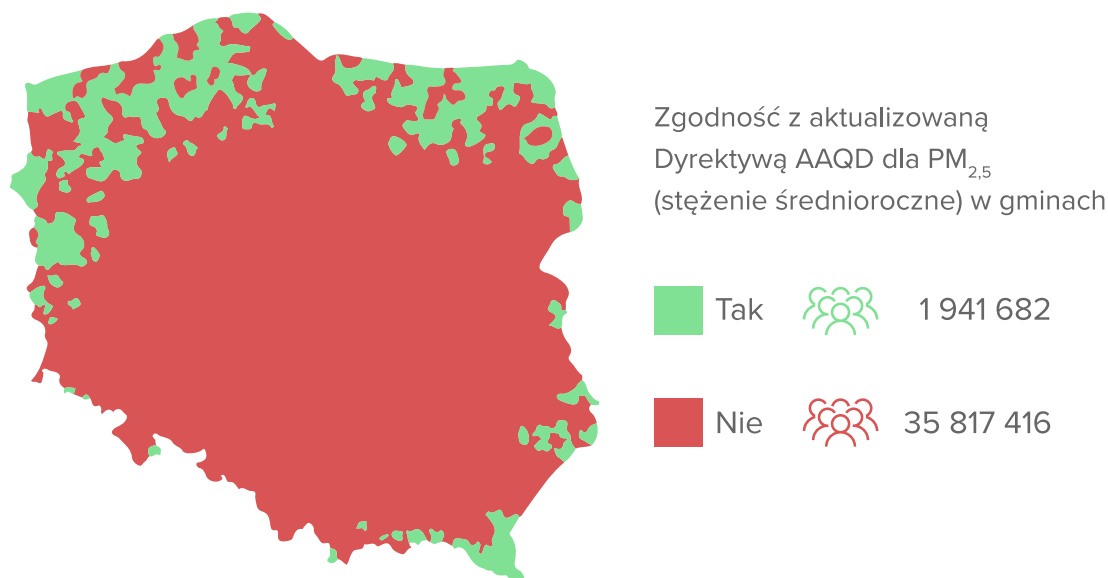 Zgodność z aktualizowaną
Dyrektywą AAQD dla PM2,5
(stężenie średnioroczne) w gminach
Tak 1 941 682
Nie 35 817 416